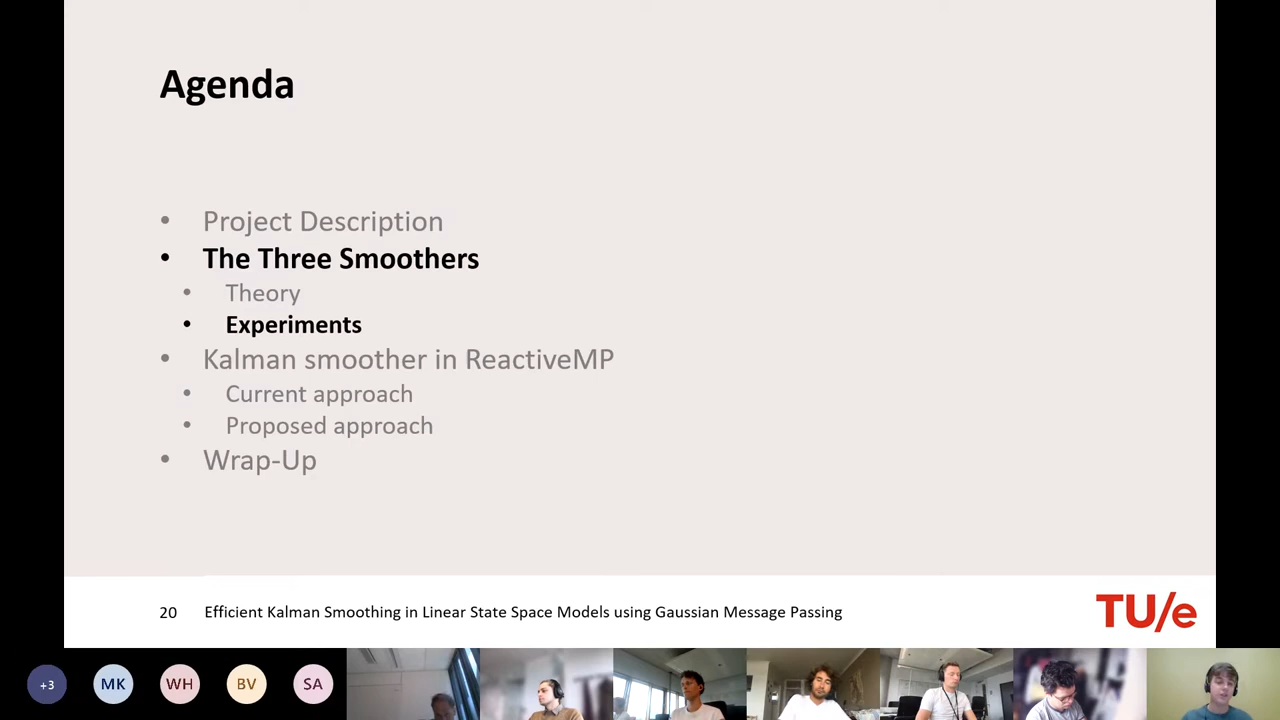 Agenda
• Project Description
• The Three Smoothers
• Theory
• Experiments
• Kalman smoother in ReactiveMP
• Current approach
• Proposed approach
• Wrap-Up
20 Efficient Kalman Smoothing in Linear State Space Models using Gaussian Message Passing
TU/e
+3 MK WH BV SA